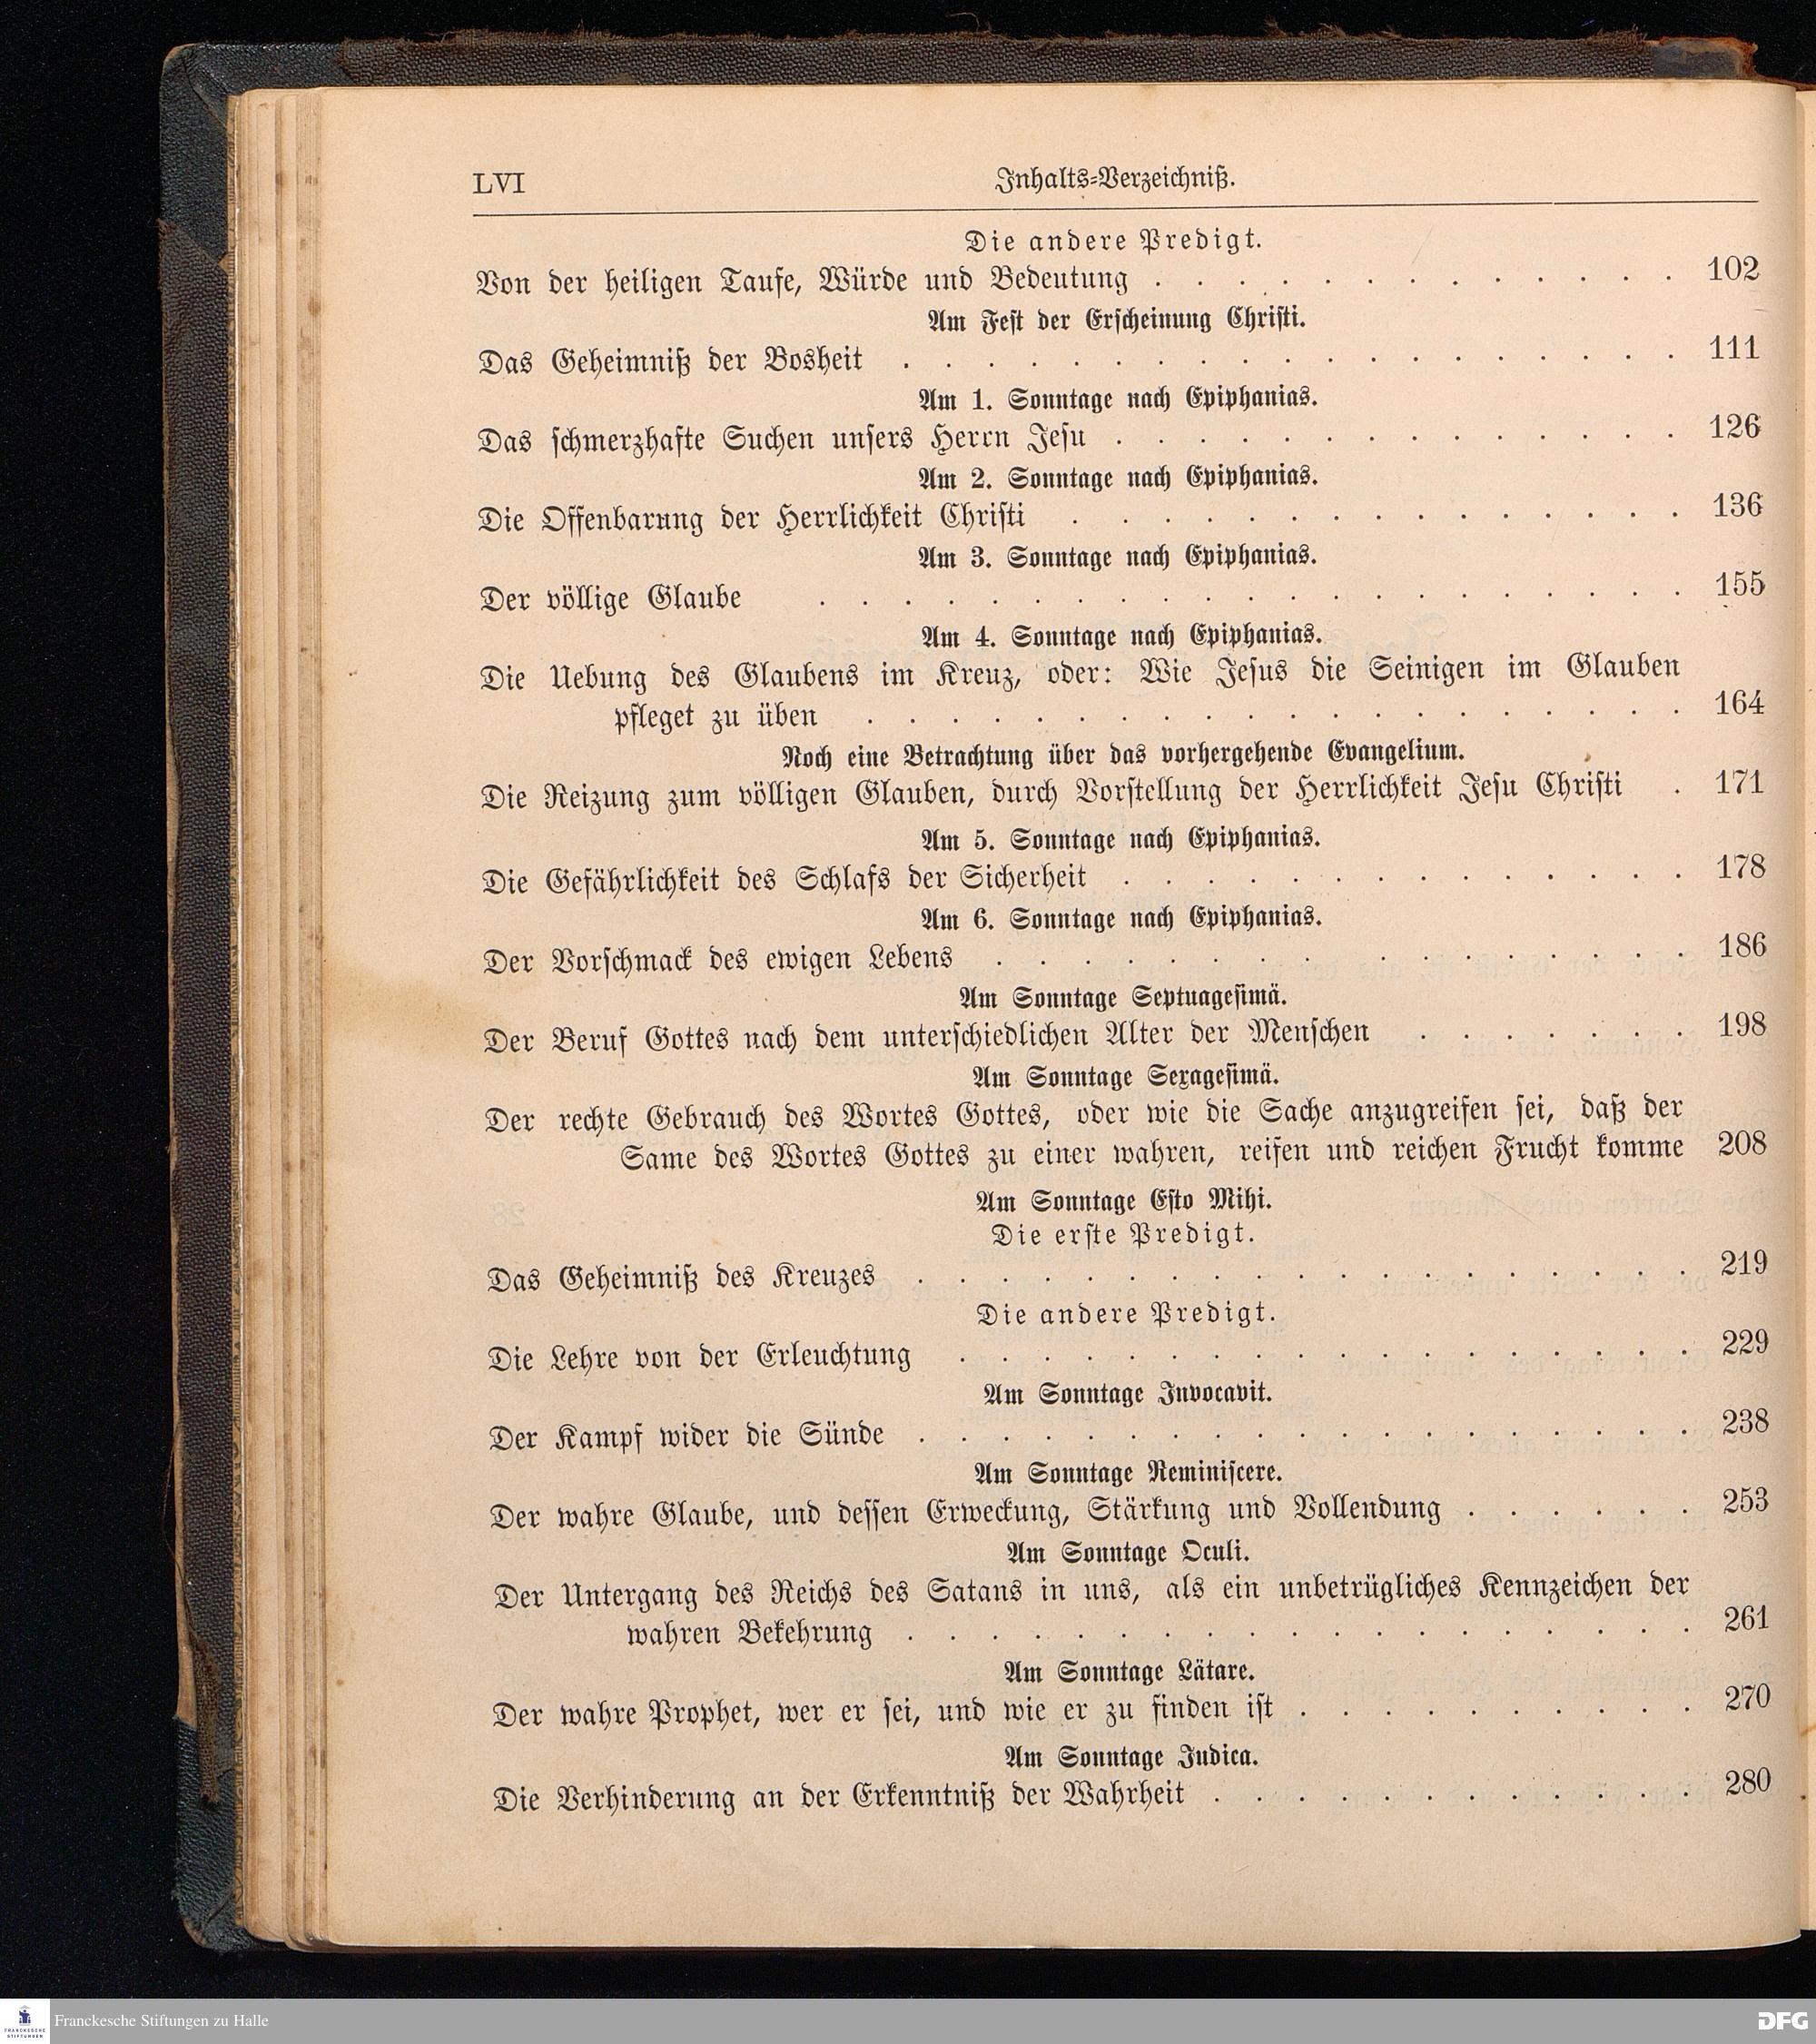 LVI Inhalts-Verzeichniß.
Die andere Predigt.
Von der heiligen Taufe, Würde und Bedeutung . . . . . . . . . . . . . 102
Am Fest der Erscheinung Christi.
Das Geheimniß der Bosheit . . . . . . . . . . . . . . . . . . . 111
Am 1. Sonntage nach Epiphanias.
Das schmerzhafte Suchen unsers Herrn Jesu . . . . . . . . . . . . . . 126
Am 2. Sonntage nach Epiphanias.
Die Offenbarung der Herrlichkeit Christi . . . . . . . . . . . . . . . 136
Am 3. Sonntage nach Epiphanias.
Der völlige Glaube . . . . . . . . . . . . . . . . . . . . . 155
Am 4. Sonntage nach Epiphanias.
Die Uebung des Glaubens im Kreuz, oder: Wie Jesus die Seinigen im Glauben
pfleget zu üben . . . . . . . . . . . . . . . . . . . . 164
Noch eine Betrachtung über das vorhergehende Evangelium.
Die Reizung zum völligen Glauben, durch Vorstellung der Herrlichkeit Jesu Christi . 171
Am 5. Sonntage nach Epiphanias.
Die Gefährlichkeit des Schlafs der Sicherheit . . . . . . . . . . . . . . 178
Am 6. Sonntage nach Epiphanias.
Der Vorschmack des ewigen Lebens . . . . . . . . . . . . . . . . . 186
Am Sonntage Septuagesimä.
Der Beruf Gottes nach dem unterschiedlichen Alter der Menschen . . . . . . . 198
Am Sonntage Sexagesimä.
Der rechte Gebrauch des Wortes Gottes, oder wie die Sache anzugreifen sei, daß der
Same des Wortes Gottes zu einer wahren, reifen und reichen Frucht komme 208
Am Sonntage Esto Mihi.
Die erste Predigt.
Das Geheimniß des Kreuzes . . . . . . . . . . . . . . . . . . . 219
Die andere Predigt.
Die Lehre von der Erleuchtung . . . . . . . . . . . . . . . . . . 229
Am Sonntage Invocavit.
Der Kampf wider die Sünde . . . . . . . . . . . . . . . . . . . 238
Am Sonntage Reminiscere.
Der wahre Glaube, und dessen Erweckung, Stärkung und Vollendung . . . . . . 253
Am Sonntage Oculi.
Der Untergang des Reichs des Satans in uns, als ein unbetrügliches Kennzeichen der
wahren Bekehrung . . . . . . . . . . . . . . . . . . . 261
Am Sonntage Lätare.
Der wahre Prophet, wer er sei, und wie er zu finden ist . . . . . . . . . . 270
Am Sonntage Judica.
Die Verhinderung an der Erkenntniß der Wahrheit . . . . . . . . . . . . 280
FRANCKESCHE STIFTUNGEN Franckesche Stiftungen zu Halle DFG